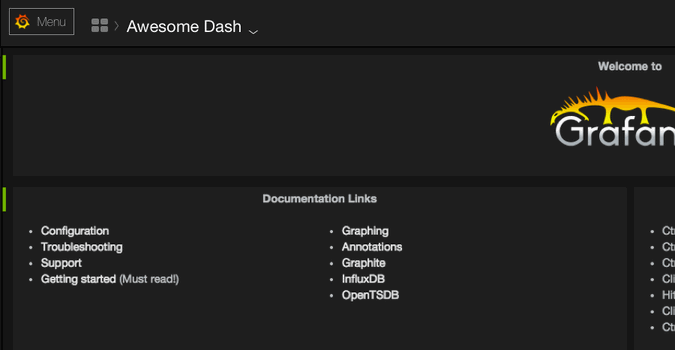 Menu
Awesome Dash
Welcome to
Grafan
Documentation Links
Configuration
Troubleshooting
Support
Getting started (Must read!)
Graphing
Annotations
Graphite
InfluxDB
OpenTSDB
Ct
Ct
Ct
Cli
Hit
Cli
Ct